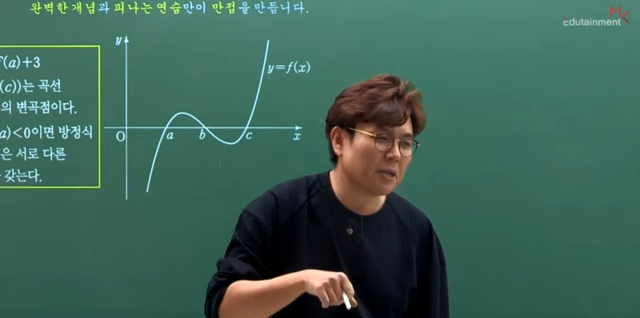 완벽한 개념과 피나는 연습만이 만점을 만듭니다.
MK
Edutainment
f(a)+3
(c))는 곡선
의 변곡점이다.
a)<0이면 방정식
은 서로 다른
갖는다.
y
y=f(x)
O
a
b
c
x